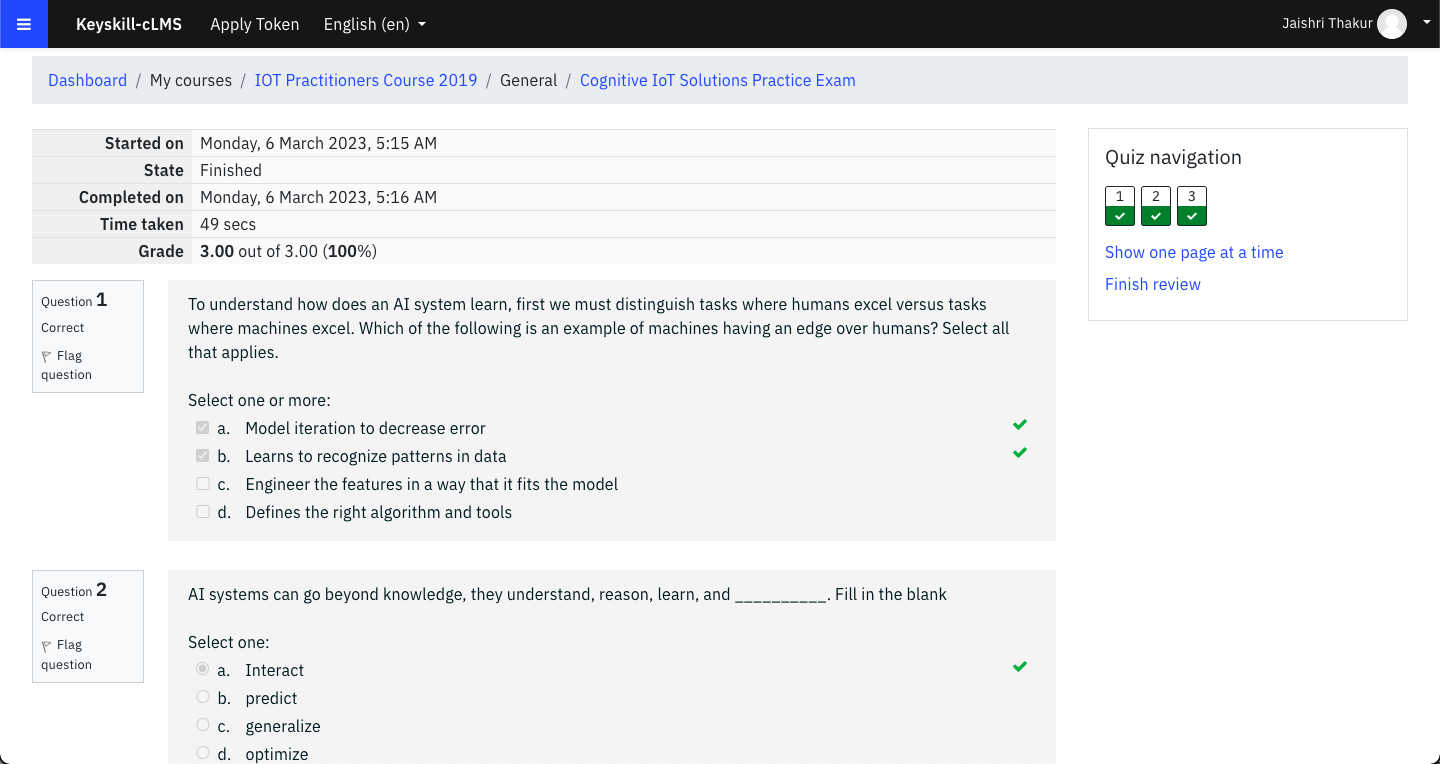 Keyskill-cLMS Apply Token English (en) Jaishri Thakur
Dashboard / My courses / IOT Practitioners Course 2019 / General / Cognitive IoT Solutions Practice Exam
Started on Monday, 6 March 2023, 5:15 AM
State Finished
Completed on Monday, 6 March 2023, 5:16 AM
Time taken 49 secs
Grade 3.00 out of 3.00 (100%)
Quiz navigation
1 2 3
Show one page at a time
Finish review
Question 1
Correct
Flag
question
To understand how does an AI system learn, first we must distinguish tasks where humans excel versus tasks
where machines excel. Which of the following is an example of machines having an edge over humans? Select all
that applies.
Select one or more:
a. Model iteration to decrease error
b. Learns to recognize patterns in data
c. Engineer the features in a way that it fits the model
d. Defines the right algorithm and tools
Question 2
Correct
Flag
question
AI systems can go beyond knowledge, they understand, reason, learn, and __________. Fill in the blank
Select one:
a. Interact
b. predict
c. generalize
d. optimize